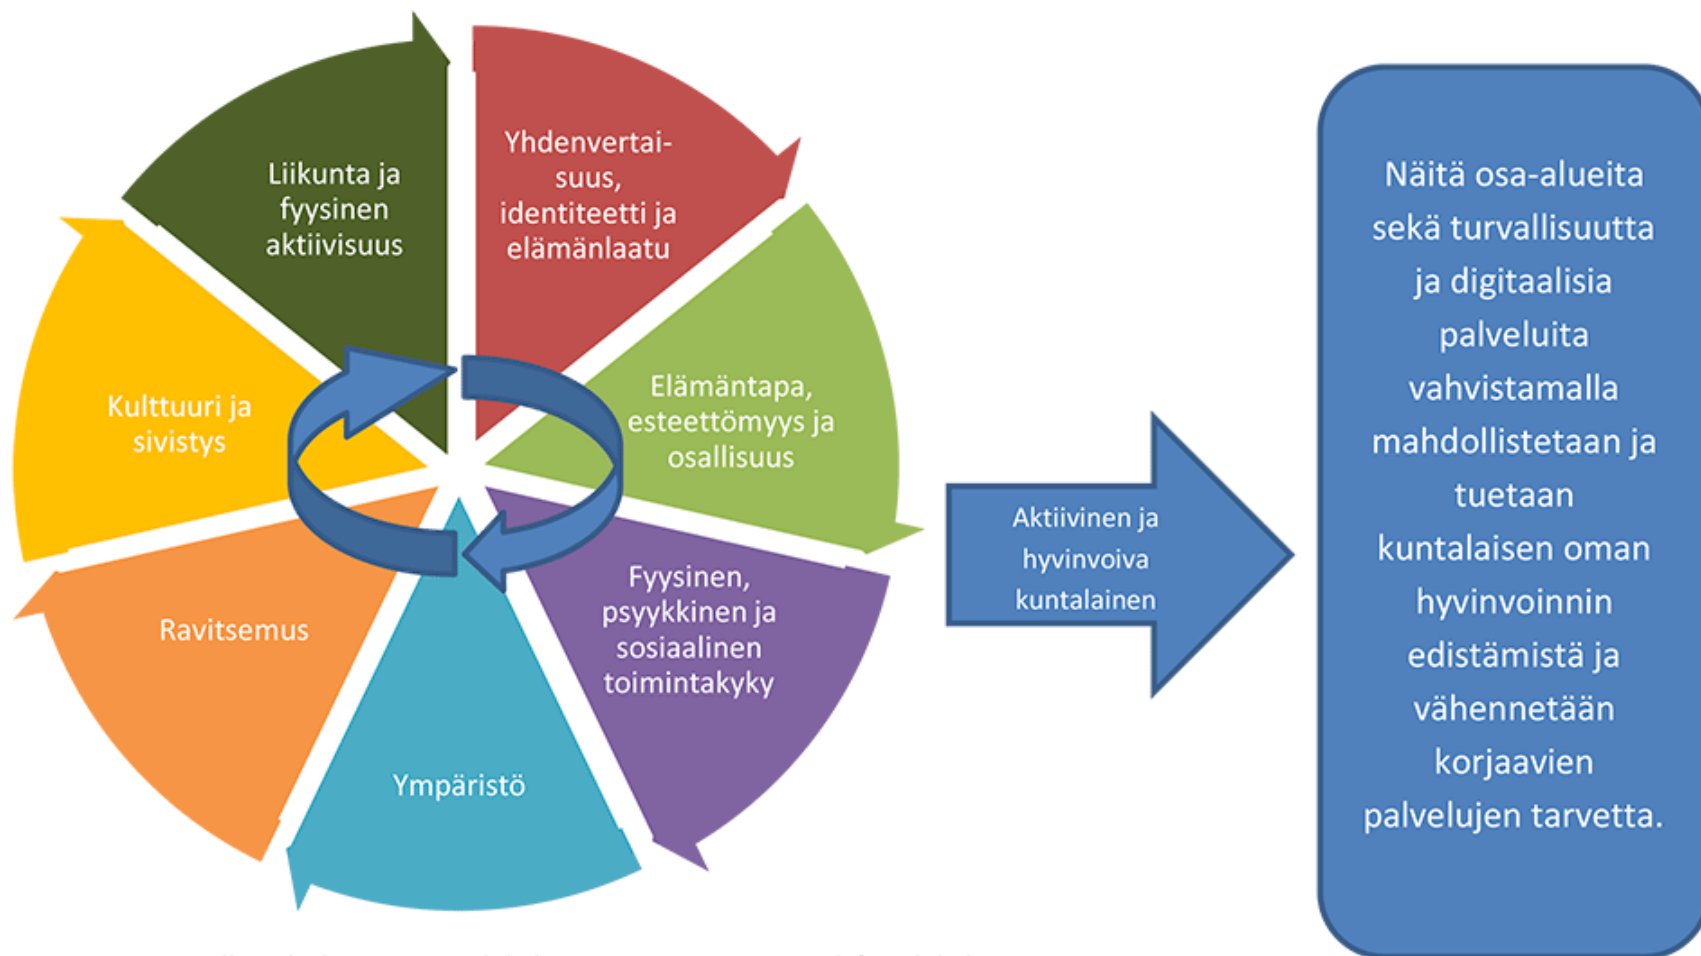 Yhdenvertai-
suus,
identiteetti ja
elämänlaatu
Elämäntapa,
esteettömyys ja
osallisuus
Fyysinen,
psyykkinen ja
sosiaalinen
toimintakyky
Ympäristö
Ravitsemus
Kulttuuri ja
sivistys
Liikunta ja
fyysinen
aktiivisuus
Aktiivinen ja
hyvinvoiva
kuntalainen
Näitä osa-alueita
sekä turvallisuutta
ja digitaalisia
palveluita
vahvistamalla
mahdollistetaan ja
tuetaan
kuntalaisen oman
hyvinvoinnin
edistämistä ja
vähennetään
korjaavien
palvelujen tarvetta.